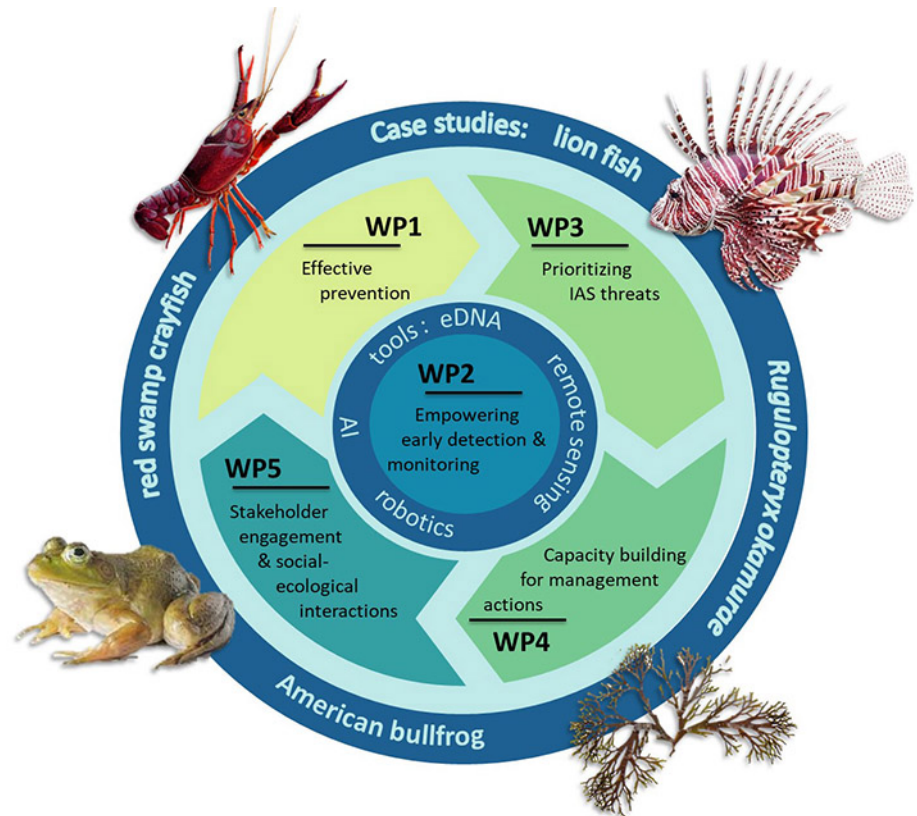 Case studies: lion fish
Rugulopteryx okamurae
American bullfrog
red swamp crayfish
WP1
Effective
prevention
WP3
Prioritizing
IAS threats
tools: eDNA
remote sensing
robotics
AI
WP2
Empowering
early detection &
monitoring
WP5
Stakeholder
engagement
& social-
ecological
interactions
Capacity building
for management
actions
WP4